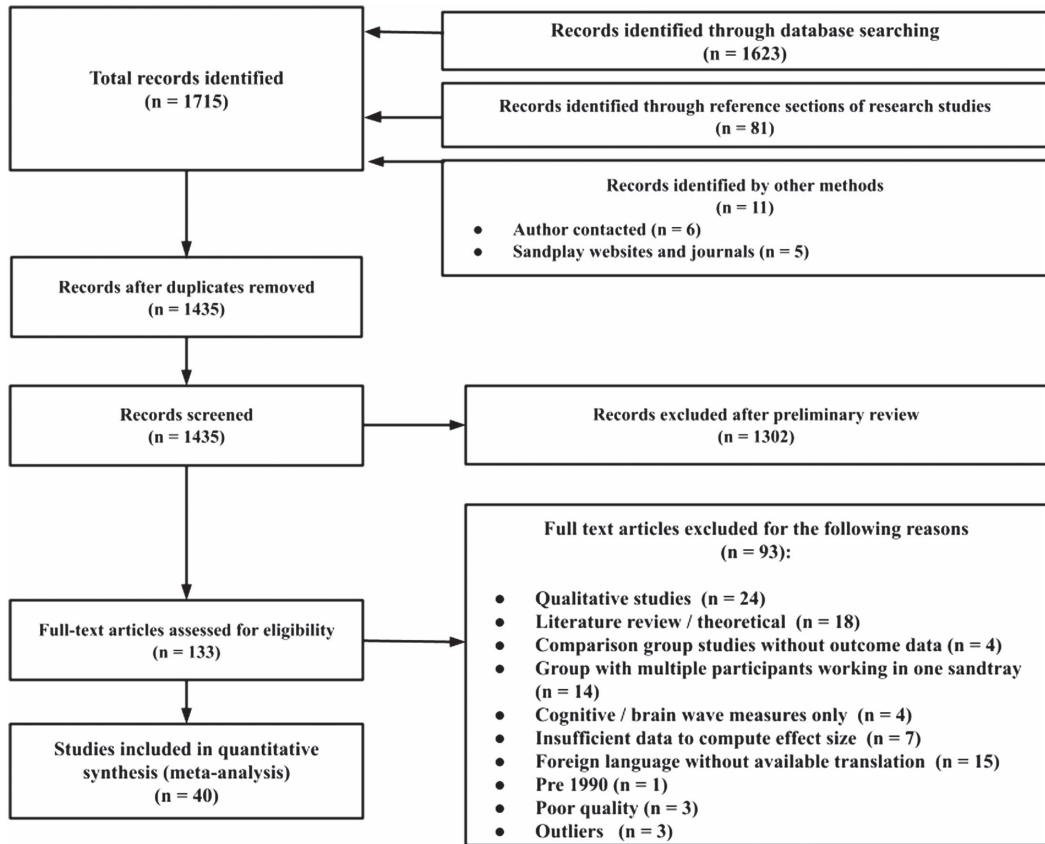 Total records identified
(n = 1715)
Records identified through database searching
(n = 1623)
Records identified through reference sections of research studies
(n = 81)
Records identified by other methods
(n = 11)
● Author contacted (n = 6)
● Sandplay websites and journals (n = 5)
Records after duplicates removed
(n = 1435)
Records screened
(n = 1435)
Records excluded after preliminary review
(n = 1302)
Full-text articles assessed for eligibility
(n = 133)
Full text articles excluded for the following reasons
(n = 93):
● Qualitative studies (n = 24)
● Literature review / theoretical (n = 18)
● Comparison group studies without outcome data (n = 4)
● Group with multiple participants working in one sandtray
(n = 14)
● Cognitive / brain wave measures only (n = 4)
● Insufficient data to compute effect size (n = 7)
● Foreign language without available translation (n = 15)
● Pre 1990 (n = 1)
● Poor quality (n = 3)
● Outliers (n = 3)
Studies included in quantitative
synthesis (meta-analysis)
(n = 40)